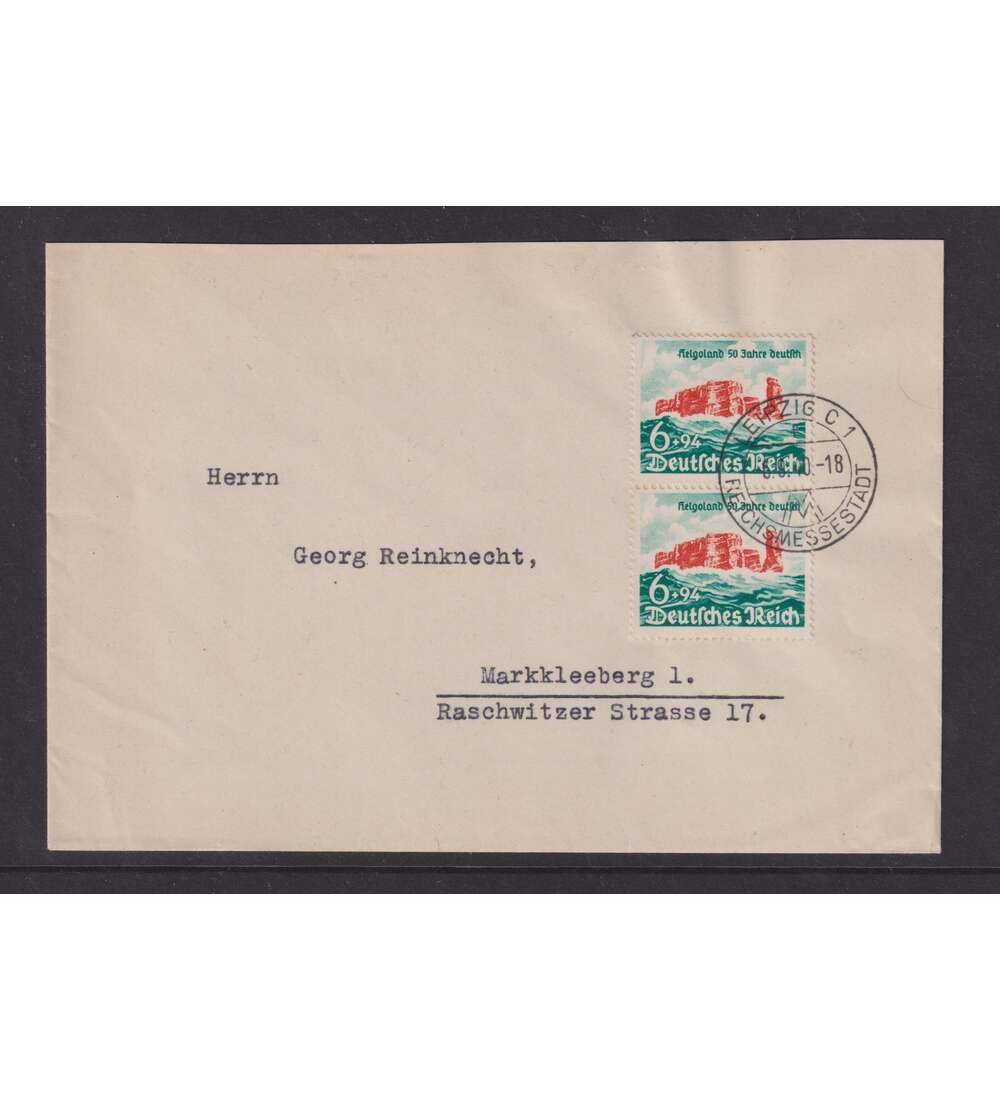 Helgoland 50 Jahre deutsch
6+94
Deutsches Reich
LEIPZIG C 1
-18
REICHSMESSESTADT
Helgoland 50 Jahre deutsch
6+94
Deutsches Reich
Herrn
Georg Reinknecht,
Markkleeberg 1.
Raschwitzer Strasse 17.